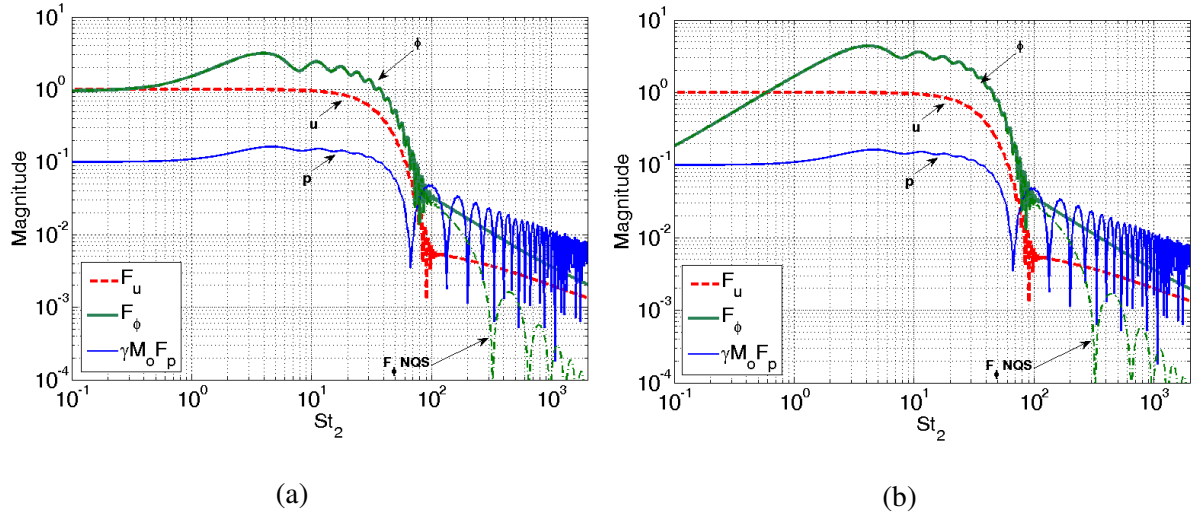 10^1
10^0
10^-1
10^-2
10^-3
10^-4
Magnitude
ϕ
u
p
F_u
F_ϕ
γM_oF_p
F_ϕ NQS
10^-1 10^0 10^1 10^2 10^3
St_2
(a)
10^1
10^0
10^-1
10^-2
10^-3
10^-4
Magnitude
ϕ
u
p
F_u
F_ϕ
γM_oF_p
F_ϕ NQS
10^-1 10^0 10^1 10^2 10^3
St_2
(b)